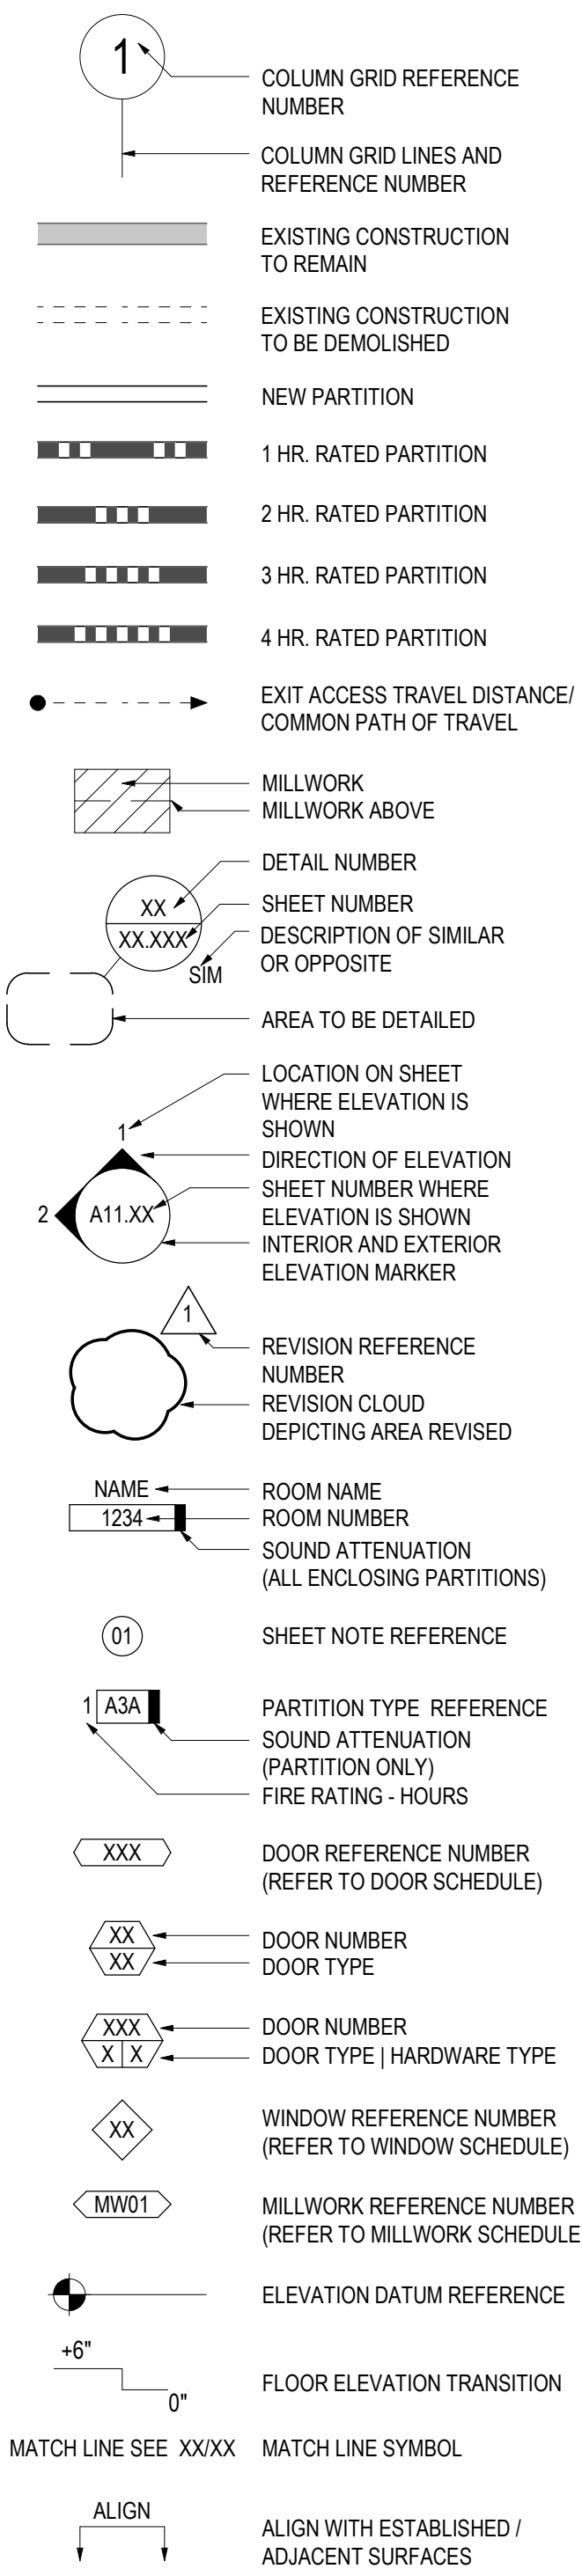 1
COLUMN GRID REFERENCE
NUMBER
COLUMN GRID LINES AND
REFERENCE NUMBER
EXISTING CONSTRUCTION
TO REMAIN
EXISTING CONSTRUCTION
TO BE DEMOLISHED
NEW PARTITION
1 HR. RATED PARTITION
2 HR. RATED PARTITION
3 HR. RATED PARTITION
4 HR. RATED PARTITION
EXIT ACCESS TRAVEL DISTANCE/
COMMON PATH OF TRAVEL
MILLWORK
MILLWORK ABOVE
DETAIL NUMBER
XX
SHEET NUMBER
XX.XXX
DESCRIPTION OF SIMILAR
OR OPPOSITE
SIM
AREA TO BE DETAILED
LOCATION ON SHEET
WHERE ELEVATION IS
SHOWN
1
DIRECTION OF ELEVATION
SHEET NUMBER WHERE
ELEVATION IS SHOWN
2 A11.XX
INTERIOR AND EXTERIOR
ELEVATION MARKER
1
REVISION REFERENCE
NUMBER
REVISION CLOUD
DEPICTING AREA REVISED
NAME ROOM NAME
1234 ROOM NUMBER
SOUND ATTENUATION
(ALL ENCLOSING PARTITIONS)
01 SHEET NOTE REFERENCE
1 A3A PARTITION TYPE REFERENCE
SOUND ATTENUATION
(PARTITION ONLY)
FIRE RATING - HOURS
XXX DOOR REFERENCE NUMBER
(REFER TO DOOR SCHEDULE)
XX DOOR NUMBER
XX DOOR TYPE
XXX DOOR NUMBER
X X DOOR TYPE | HARDWARE TYPE
XX WINDOW REFERENCE NUMBER
(REFER TO WINDOW SCHEDULE)
MW01 MILLWORK REFERENCE NUMBER
(REFER TO MILLWORK SCHEDULE
ELEVATION DATUM REFERENCE
+6"
FLOOR ELEVATION TRANSITION
0"
MATCH LINE SEE XX/XX MATCH LINE SYMBOL
ALIGN
ALIGN WITH ESTABLISHED /
ADJACENT SURFACES